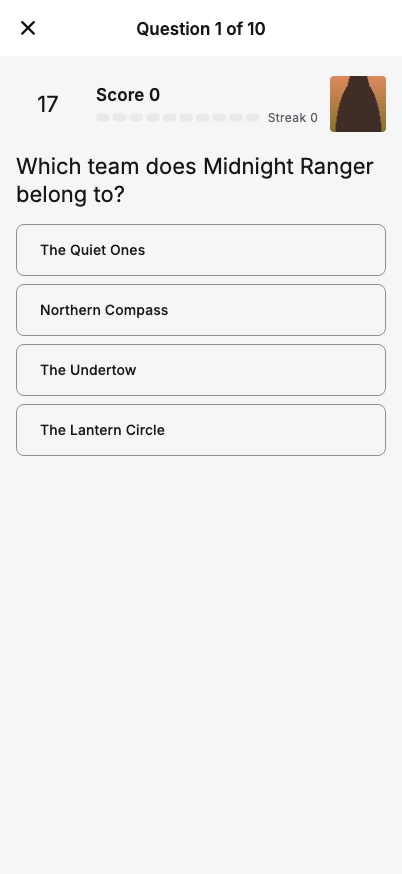 Question 1 of 10
17
Score 0
Streak 0
Which team does Midnight Ranger
belong to?
The Quiet Ones
Northern Compass
The Undertow
The Lantern Circle